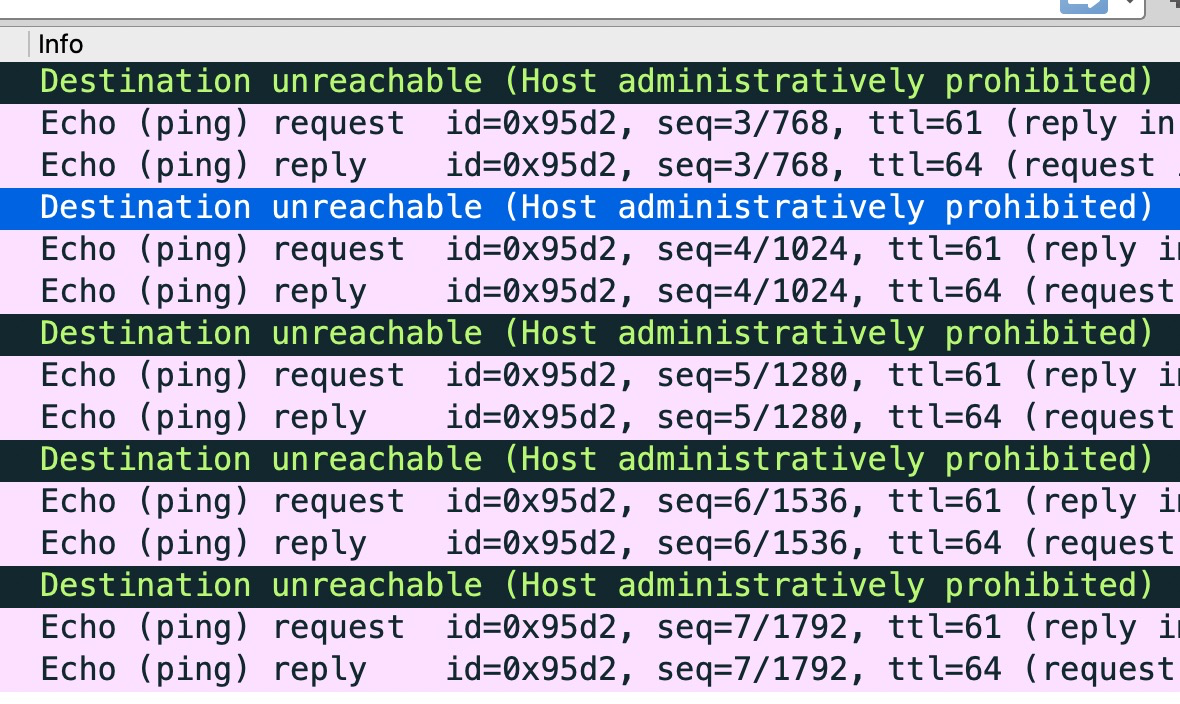 Info
Destination unreachable (Host administratively prohibited)
Echo (ping) request  id=0x95d2, seq=3/768, ttl=61 (reply in
Echo (ping) reply    id=0x95d2, seq=3/768, ttl=64 (request
Destination unreachable (Host administratively prohibited)
Echo (ping) request  id=0x95d2, seq=4/1024, ttl=61 (reply in
Echo (ping) reply    id=0x95d2, seq=4/1024, ttl=64 (request
Destination unreachable (Host administratively prohibited)
Echo (ping) request  id=0x95d2, seq=5/1280, ttl=61 (reply in
Echo (ping) reply    id=0x95d2, seq=5/1280, ttl=64 (request
Destination unreachable (Host administratively prohibited)
Echo (ping) request  id=0x95d2, seq=6/1536, ttl=61 (reply in
Echo (ping) reply    id=0x95d2, seq=6/1536, ttl=64 (request
Destination unreachable (Host administratively prohibited)
Echo (ping) request  id=0x95d2, seq=7/1792, ttl=61 (reply in
Echo (ping) reply    id=0x95d2, seq=7/1792, ttl=64 (request